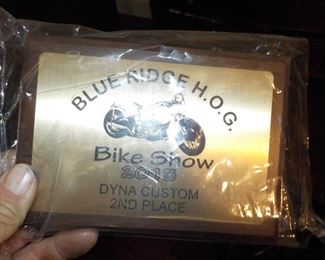 BLUE RIDGE H.O.G.
Bike Show
2013
DYNA CUSTOM
2ND PLACE